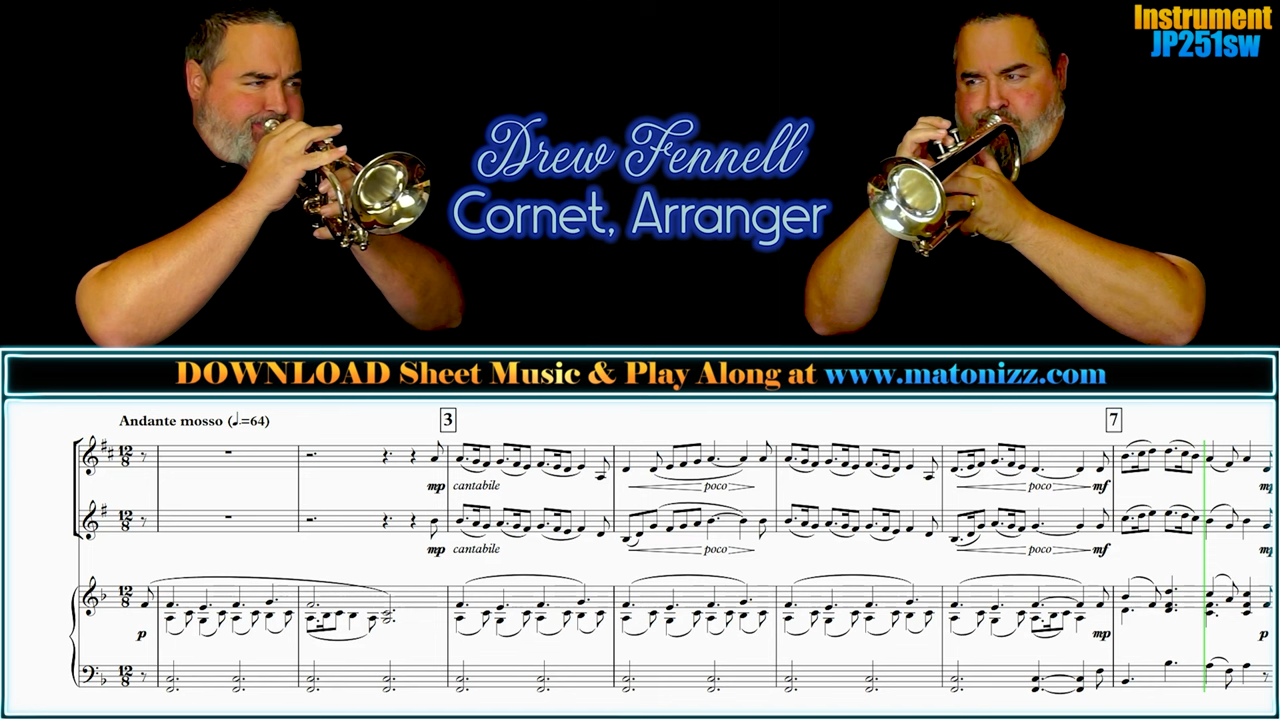 Instrument
JP251sw
Drew Fennell
Cornet, Arranger
DOWNLOAD Sheet Music & Play Along at www.matonizz.com
Andante mosso (♩.=64)
3
7
mp cantabile
poco
poco
mf
mp cantabile
poco
poco
mf
p
mp
p